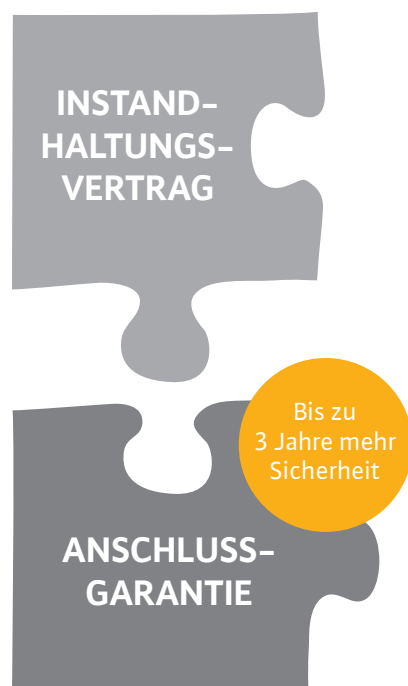 INSTAND-
HALTUNGS-
VERTRAG
Bis zu
3 Jahre mehr
Sicherheit
ANSCHLUSS-
GARANTIE